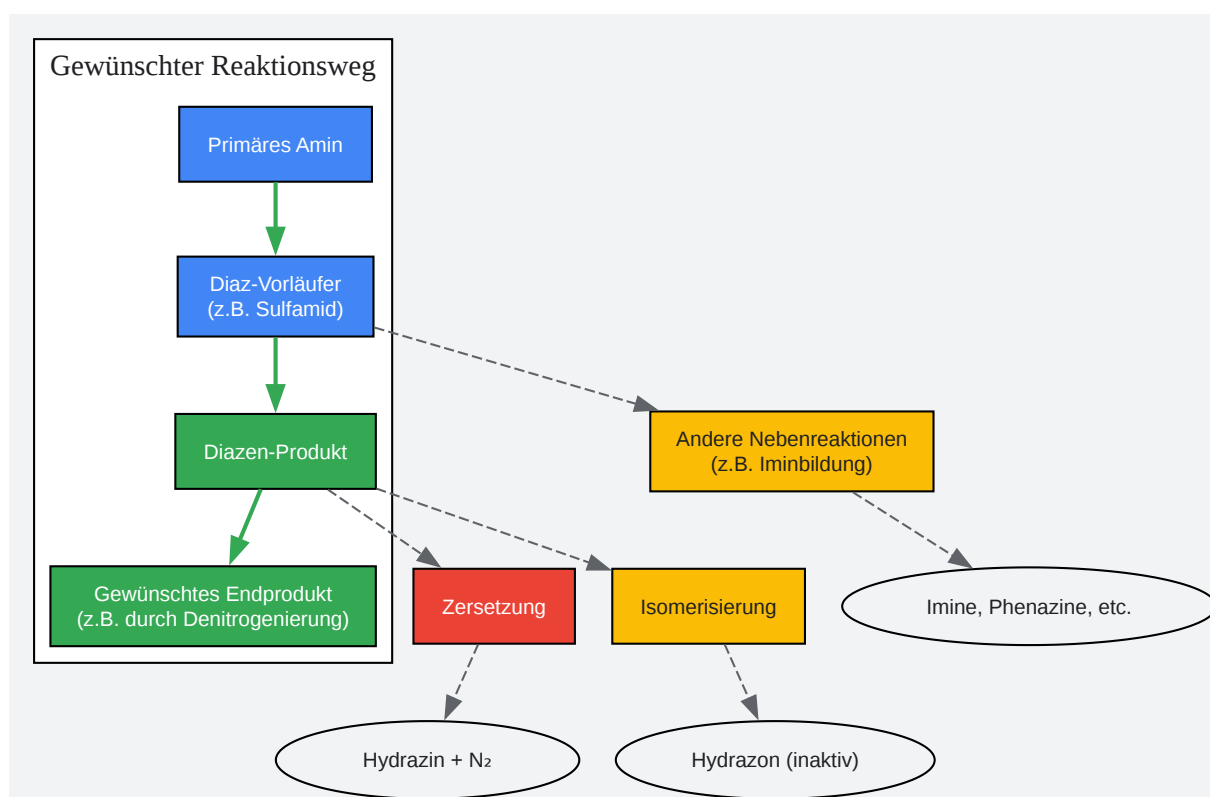 Gewünschter Reaktionsweg
Primäres Amin
Diaz-Vorläufer
(z.B. Sulfamid)
Diazen-Produkt
Andere Nebenreaktionen
(z.B. Iminbildung)
Gewünschtes Endprodukt
(z.B. durch Denitrogenierung)
Zersetzung
Isomerisierung
Imine, Phenazine, etc.
Hydrazin + N₂
Hydrazon (inaktiv)